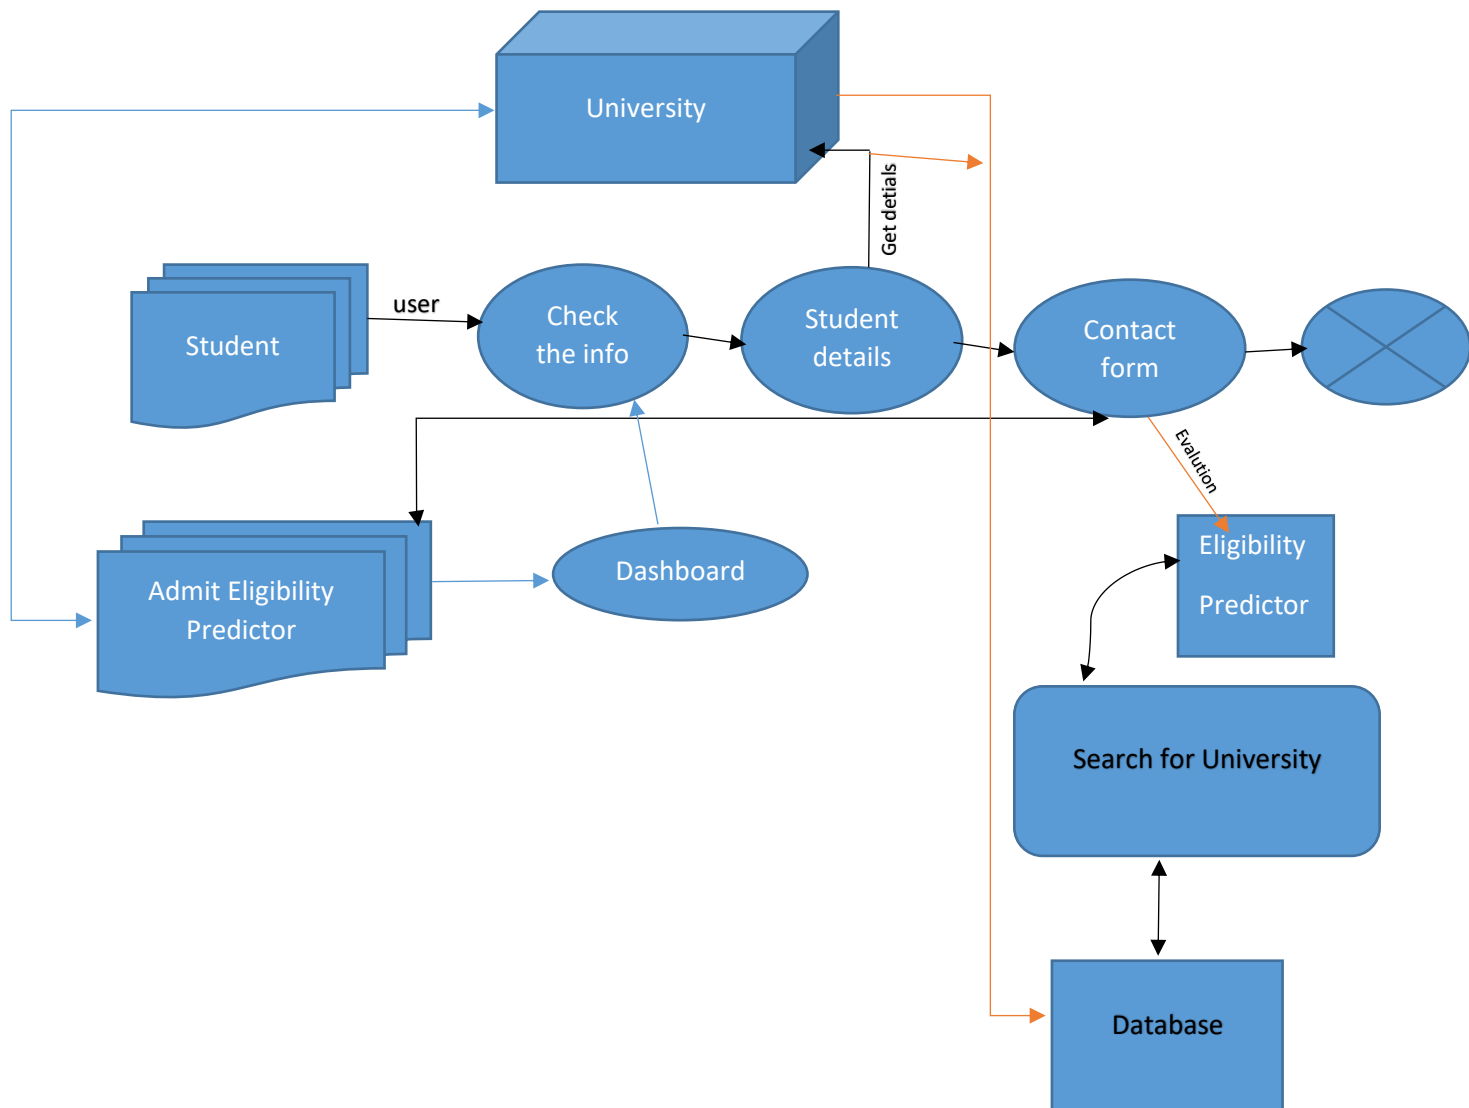 University
Get detials
user
Student
Check
the info
Student
details
Contact
form
Evalution
Admit Eligibility
Predictor
Dashboard
Eligibility
Predictor
Search for University
Database